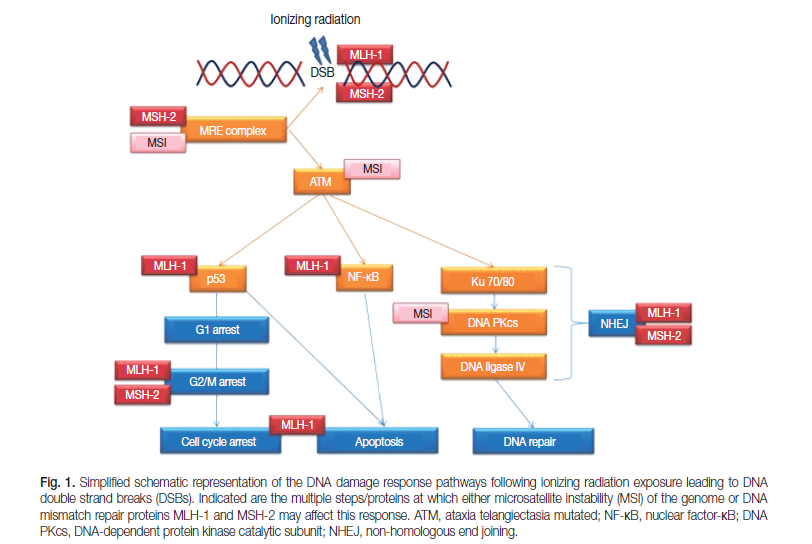 Ionizing radiation
MLH-1
DSB
MSH-2
MSH-2
MRE complex
MSI
MSI
ATM
MLH-1
p53
MLH-1
NF-κB
Ku 70/80
MSI
DNA PKcs
DNA ligase IV
NHEJ
MLH-1
MSH-2
G1 arrest
MLH-1
G2/M arrest
MSH-2
MLH-1
Cell cycle arrest
Apoptosis
DNA repair
Fig. 1. Simplified schematic representation of the DNA damage response pathways following ionizing radiation exposure leading to DNA
double strand breaks (DSBs). Indicated are the multiple steps/proteins at which either microsatellite instability (MSI) of the genome or DNA
mismatch repair proteins MLH-1 and MSH-2 may affect this response. ATM, ataxia telangiectasia mutated; NF-κB, nuclear factor-κB; DNA
PKcs, DNA-dependent protein kinase catalytic subunit; NHEJ, non-homologous end joining.